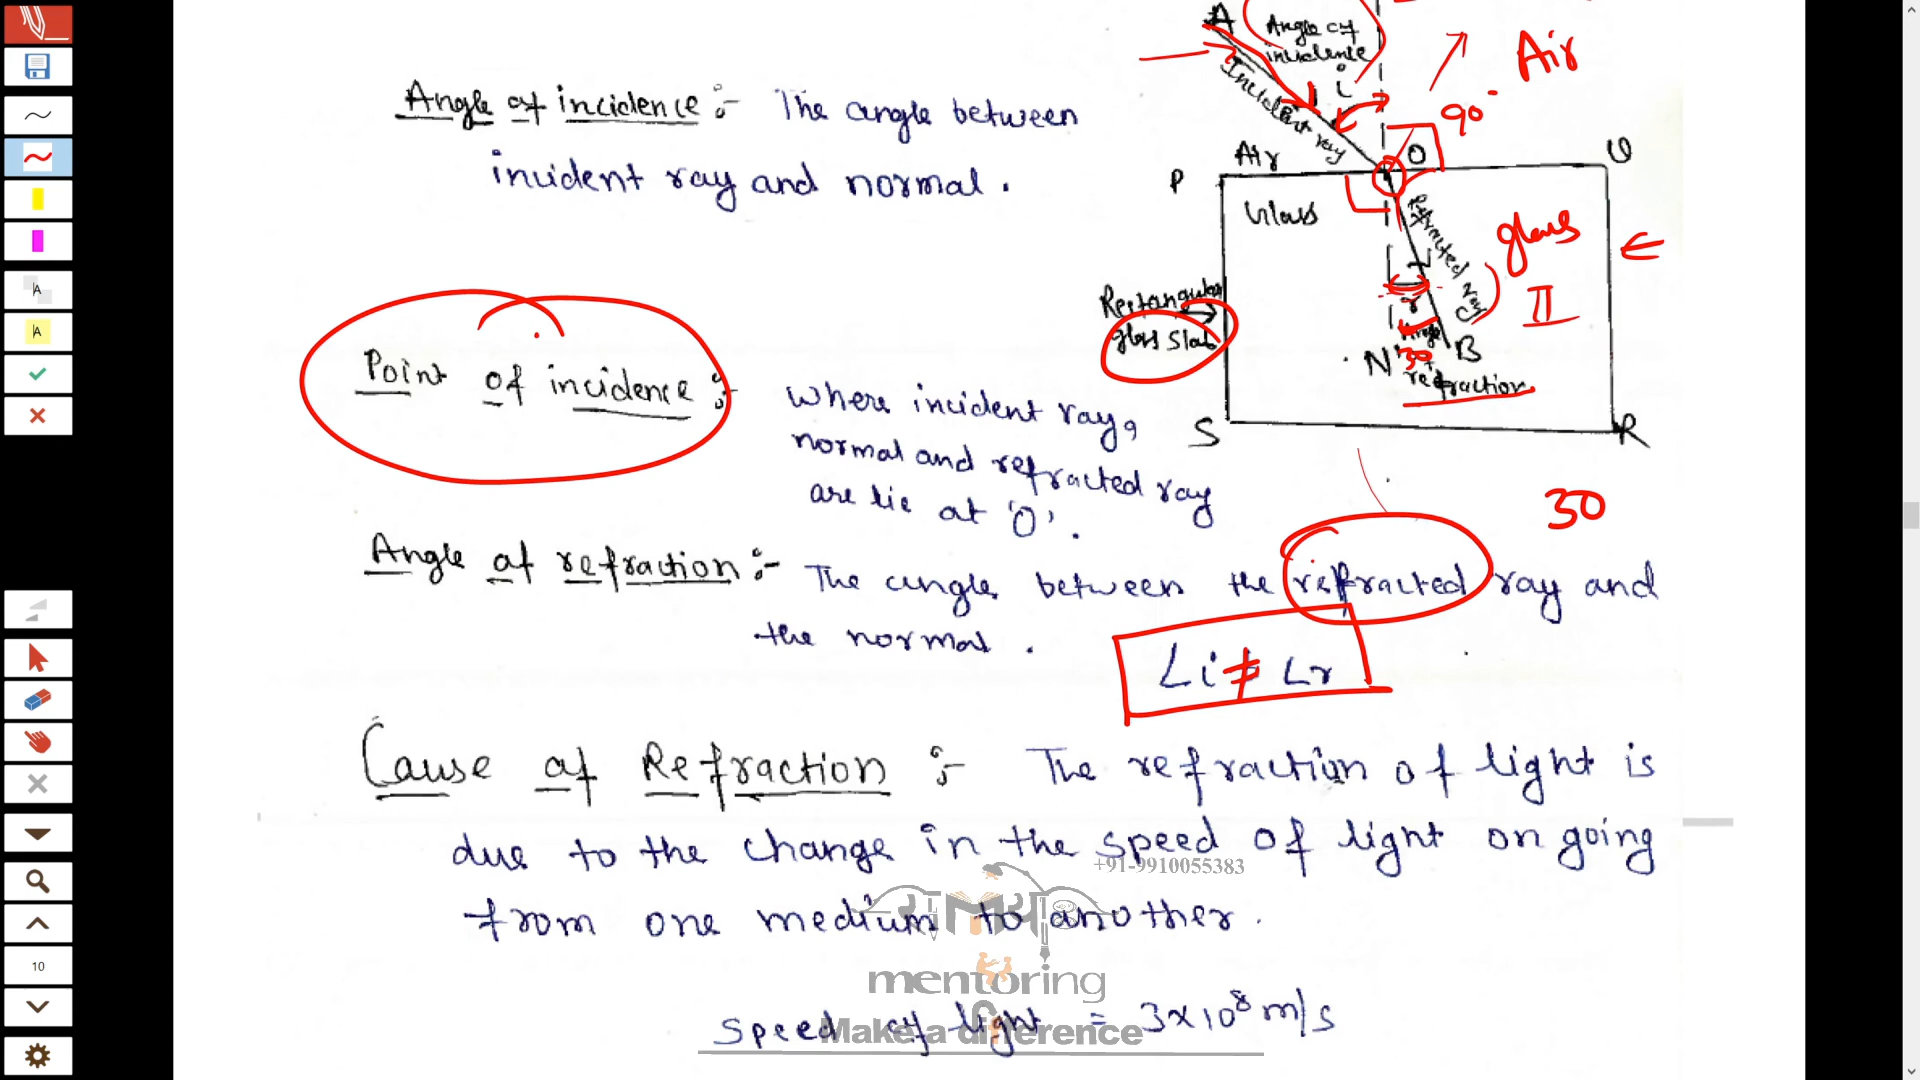 A
Angle of
incidence
i
Incident ray
Air
90°
Angle of incidence :- The angle between
incident ray and normal.
Air
O
P
Q
Glass
Refracted ray
glass
II
Rectangular
glass slab
r
Angle
30
N'
B
refraction
S
R
Point of incidence :- Where incident ray,
normal and refracted ray
are lie at 'O'.
30
Angle of refraction :- The angle between the refracted ray and
the normal.
∠i ≠ ∠r
Cause of Refraction :- The refraction of light is
due to the change in the speed of light on going
from one medium to another.
+91-9910055383
mentoring
Make a difference
Speed of light = 3×10⁸ m/s
A
A
10